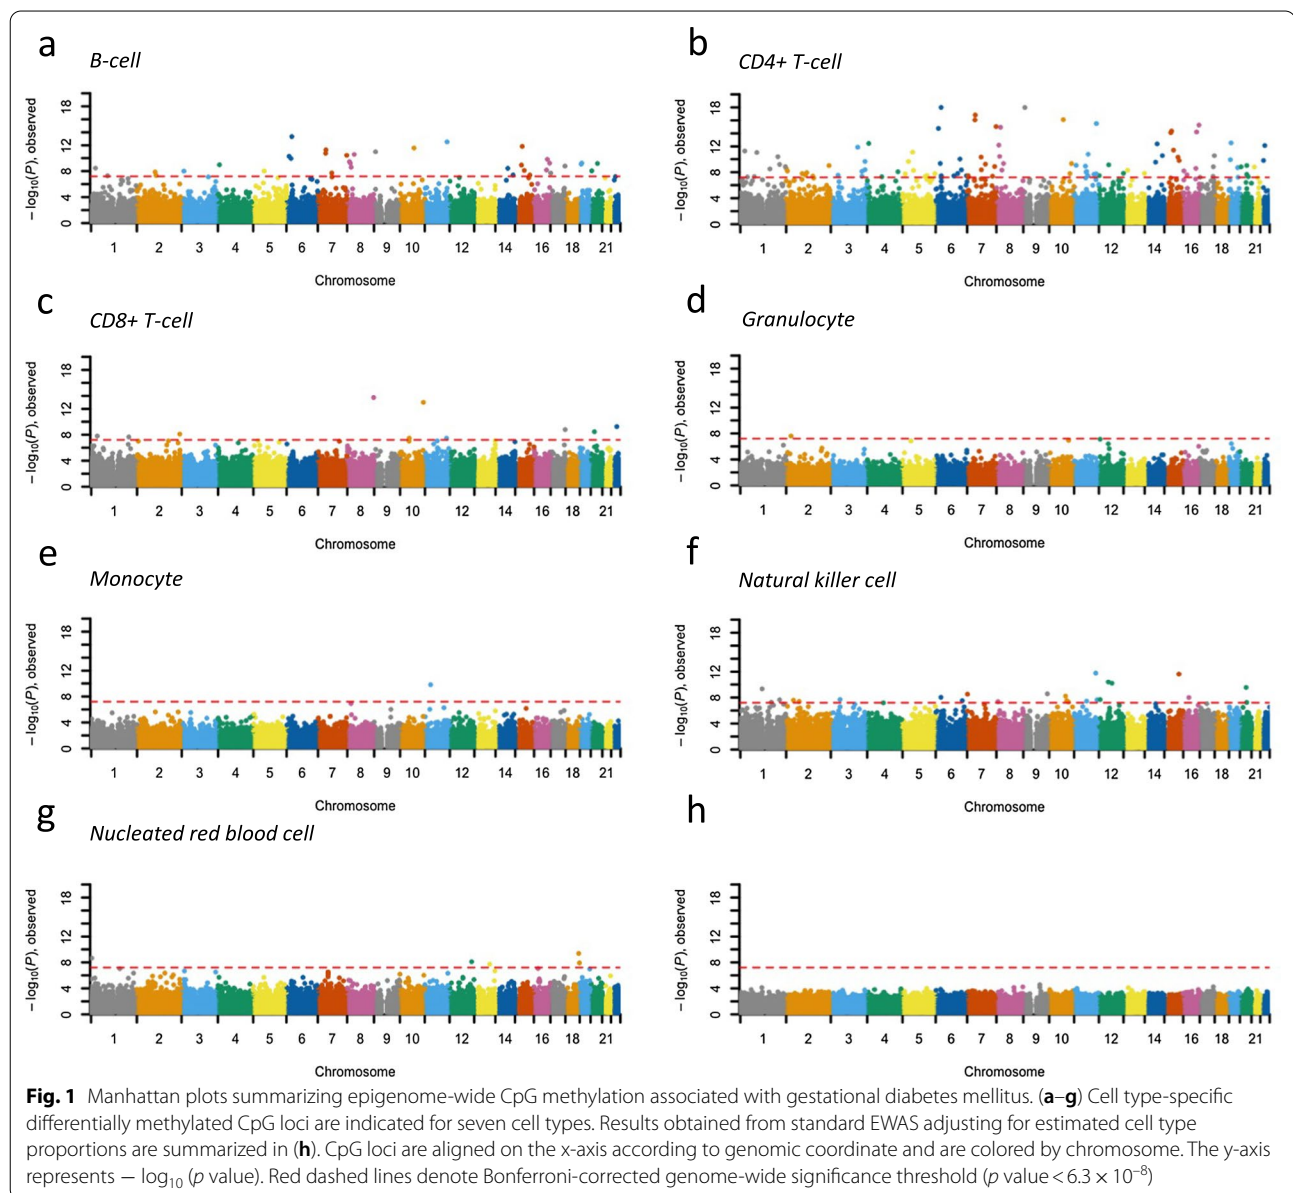 a
B-cell
– log10(P), observed
0 4 8 12 18
1 2 3 4 5 6 7 8 9 10 12 14 16 18 21
Chromosome
b
CD4+ T-cell
– log10(P), observed
0 4 8 12 18
1 2 3 4 5 6 7 8 9 10 12 14 16 18 21
Chromosome
c
CD8+ T-cell
– log10(P), observed
0 4 8 12 18
1 2 3 4 5 6 7 8 9 10 12 14 16 18 21
Chromosome
d
Granulocyte
– log10(P), observed
0 4 8 12 18
1 2 3 4 5 6 7 8 9 10 12 14 16 18 21
Chromosome
e
Monocyte
– log10(P), observed
0 4 8 12 18
1 2 3 4 5 6 7 8 9 10 12 14 16 18 21
Chromosome
f
Natural killer cell
– log10(P), observed
0 4 8 12 18
1 2 3 4 5 6 7 8 9 10 12 14 16 18 21
Chromosome
g
Nucleated red blood cell
– log10(P), observed
0 4 8 12 18
1 2 3 4 5 6 7 8 9 10 12 14 16 18 21
Chromosome
h
– log10(P), observed
0 4 8 12 18
1 2 3 4 5 6 7 8 9 10 12 14 16 18 21
Chromosome
Fig. 1 Manhattan plots summarizing epigenome-wide CpG methylation associated with gestational diabetes mellitus. (a–g) Cell type-specific
differentially methylated CpG loci are indicated for seven cell types. Results obtained from standard EWAS adjusting for estimated cell type
proportions are summarized in (h). CpG loci are aligned on the x-axis according to genomic coordinate and are colored by chromosome. The y-axis
represents − log10 (p value). Red dashed lines denote Bonferroni-corrected genome-wide significance threshold (p value < 6.3 × 10−8)